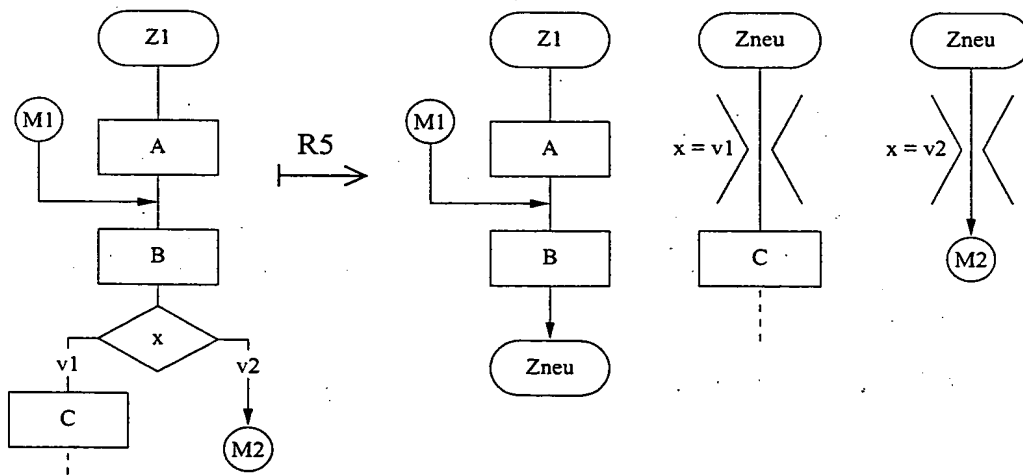 Z1
M1
A
B
x
v1
v2
C
M2
R5
Z1
M1
A
B
Zneu
Zneu
x = v1
C
Zneu
x = v2
M2